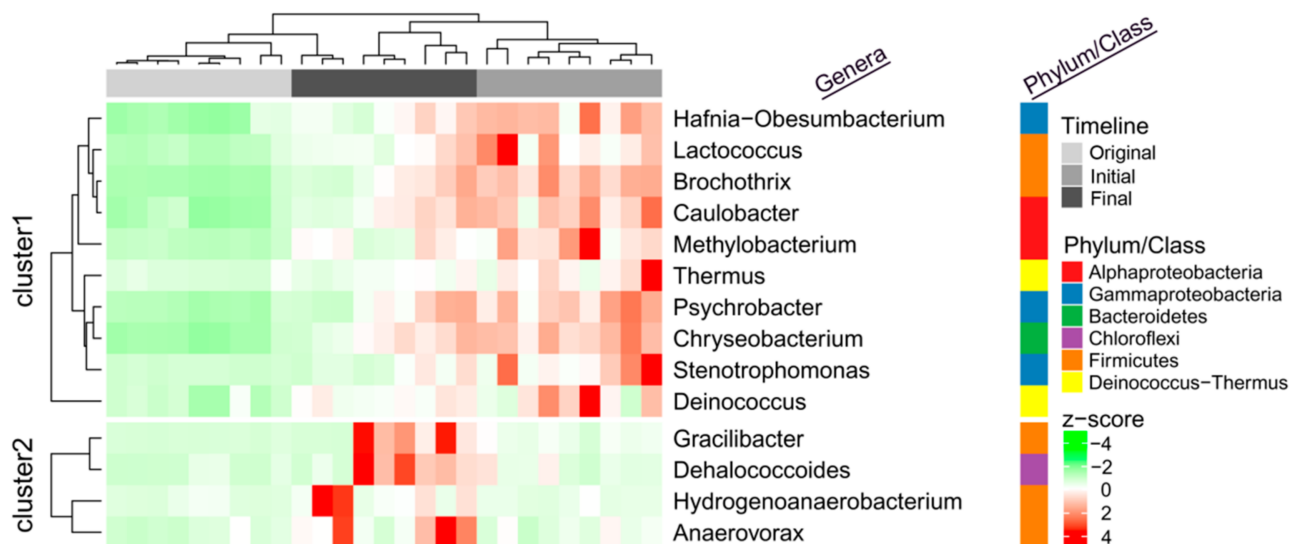 Genera
Phylum/Class
cluster1
Hafnia−Obesumbacterium
Lactococcus
Brochothrix
Caulobacter
Methylobacterium
Thermus
Psychrobacter
Chryseobacterium
Stenotrophomonas
Deinococcus
cluster2
Gracilibacter
Dehalococcoides
Hydrogenoanaerobacterium
Anaerovorax
Timeline
Original
Initial
Final
Phylum/Class
Alphaproteobacteria
Gammaproteobacteria
Bacteroidetes
Chloroflexi
Firmicutes
Deinococcus−Thermus
z−score
−4
−2
0
2
4